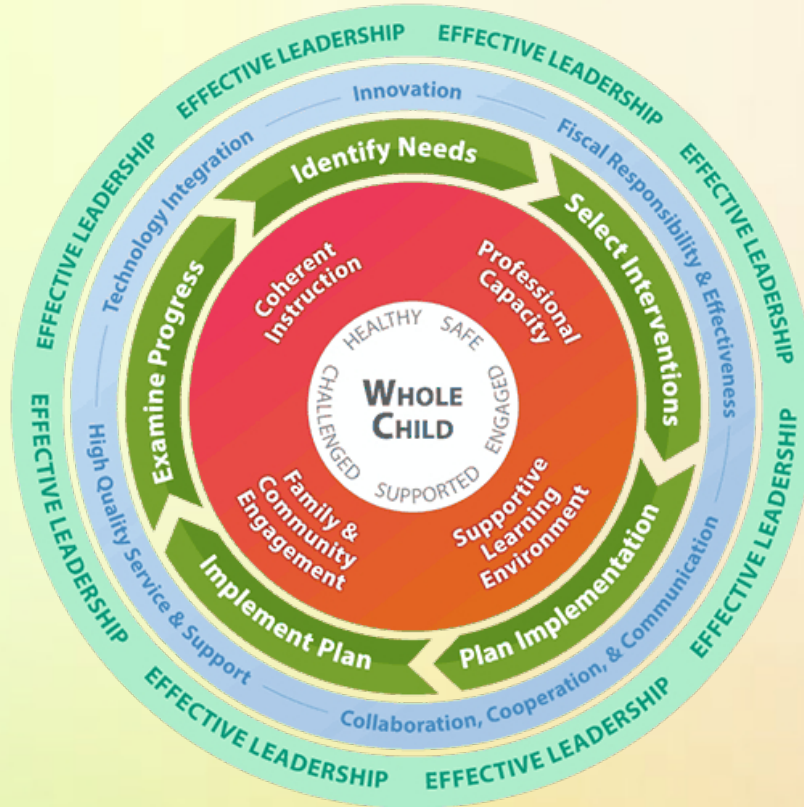 EFFECTIVE LEADERSHIP
EFFECTIVE LEADERSHIP
EFFECTIVE LEADERSHIP
EFFECTIVE LEADERSHIP
EFFECTIVE LEADERSHIP
EFFECTIVE LEADERSHIP
EFFECTIVE LEADERSHIP
EFFECTIVE LEADERSHIP
EFFECTIVE LEADERSHIP
Innovation
Fiscal Responsibility & Effectiveness
Collaboration, Cooperation, & Communication
High Quality Service & Support
Technology Integration
Identify Needs
Select Interventions
Plan Implementation
Implement Plan
Examine Progress
Coherent
Instruction
Professional
Capacity
Supportive
Learning
Environment
Family &
Community
Engagement
HEALTHY
SAFE
ENGAGED
SUPPORTED
CHALLENGED
WHOLE
CHILD